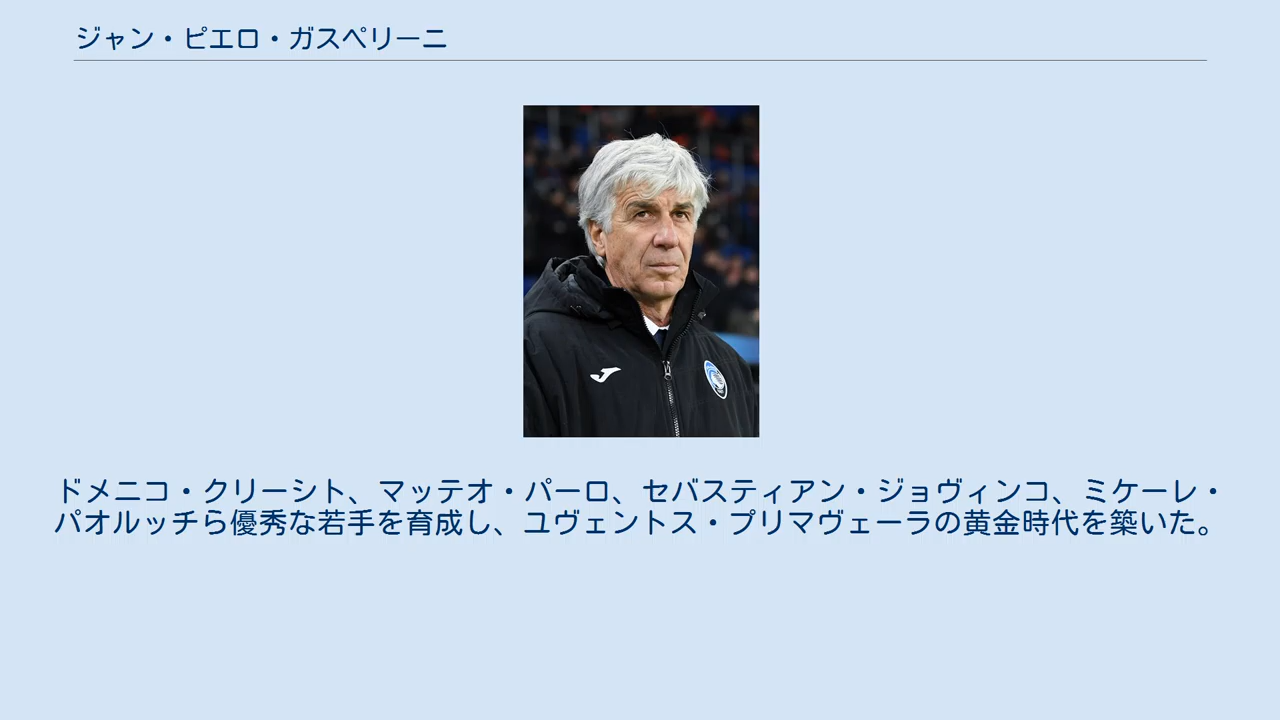 ジャン・ピエロ・ガスペリーニ
ドメニコ・クリーシト、マッテオ・パーロ、セバスティアン・ジョヴィンコ、ミケーレ・
パオルッチら優秀な若手を育成し、ユヴェントス・プリマヴェーラの黄金時代を築いた。